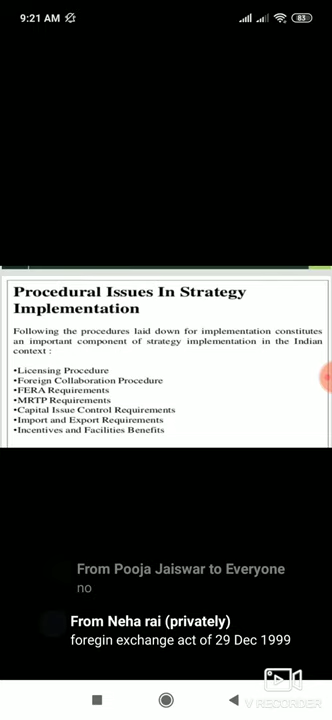 9:21 AM
83
Procedural Issues In Strategy
Implementation
Following the procedures laid down for implementation constitutes
an important component of strategy implementation in the Indian
context :
•Licensing Procedure
•Foreign Collaboration Procedure
•FERA Requirements
•MRTP Requirements
•Capital Issue Control Requirements
•Import and Export Requirements
•Incentives and Facilities Benefits
From Pooja Jaiswar to Everyone
no
From Neha rai (privately)
foregin exchange act of 29 Dec 1999
V RECORDER